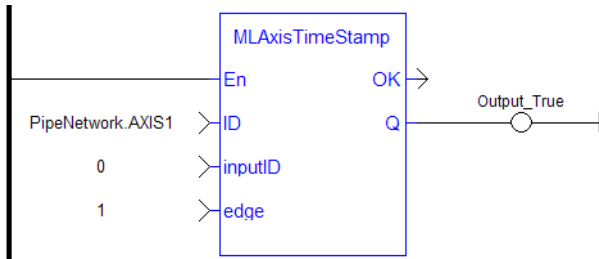 MLAxisTimeStamp
En OK
Output_True
PipeNetwork.AXIS1 ID Q
0 inputID
1 edge